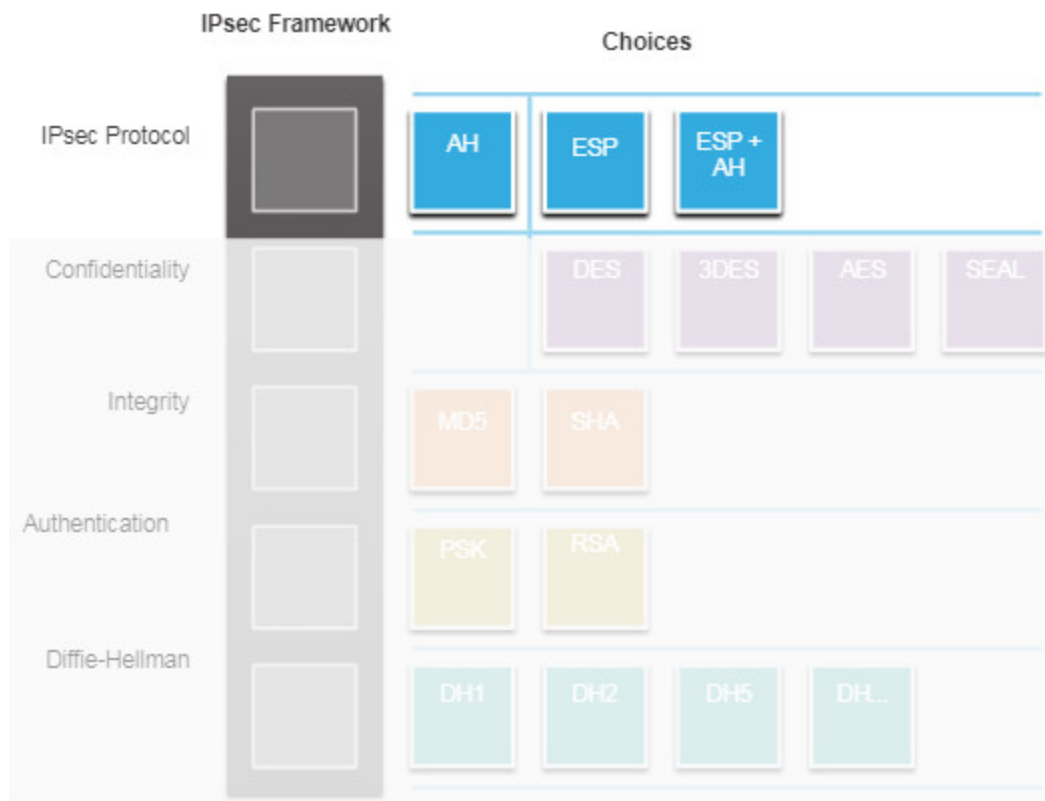 IPsec Framework
Choices
IPsec Protocol
AH
ESP
ESP +
AH
Confidentiality
DES
3DES
AES
SEAL
Integrity
MD5
SHA
Authentication
PSK
RSA
Diffie-Hellman
DH1
DH2
DH5
DH...